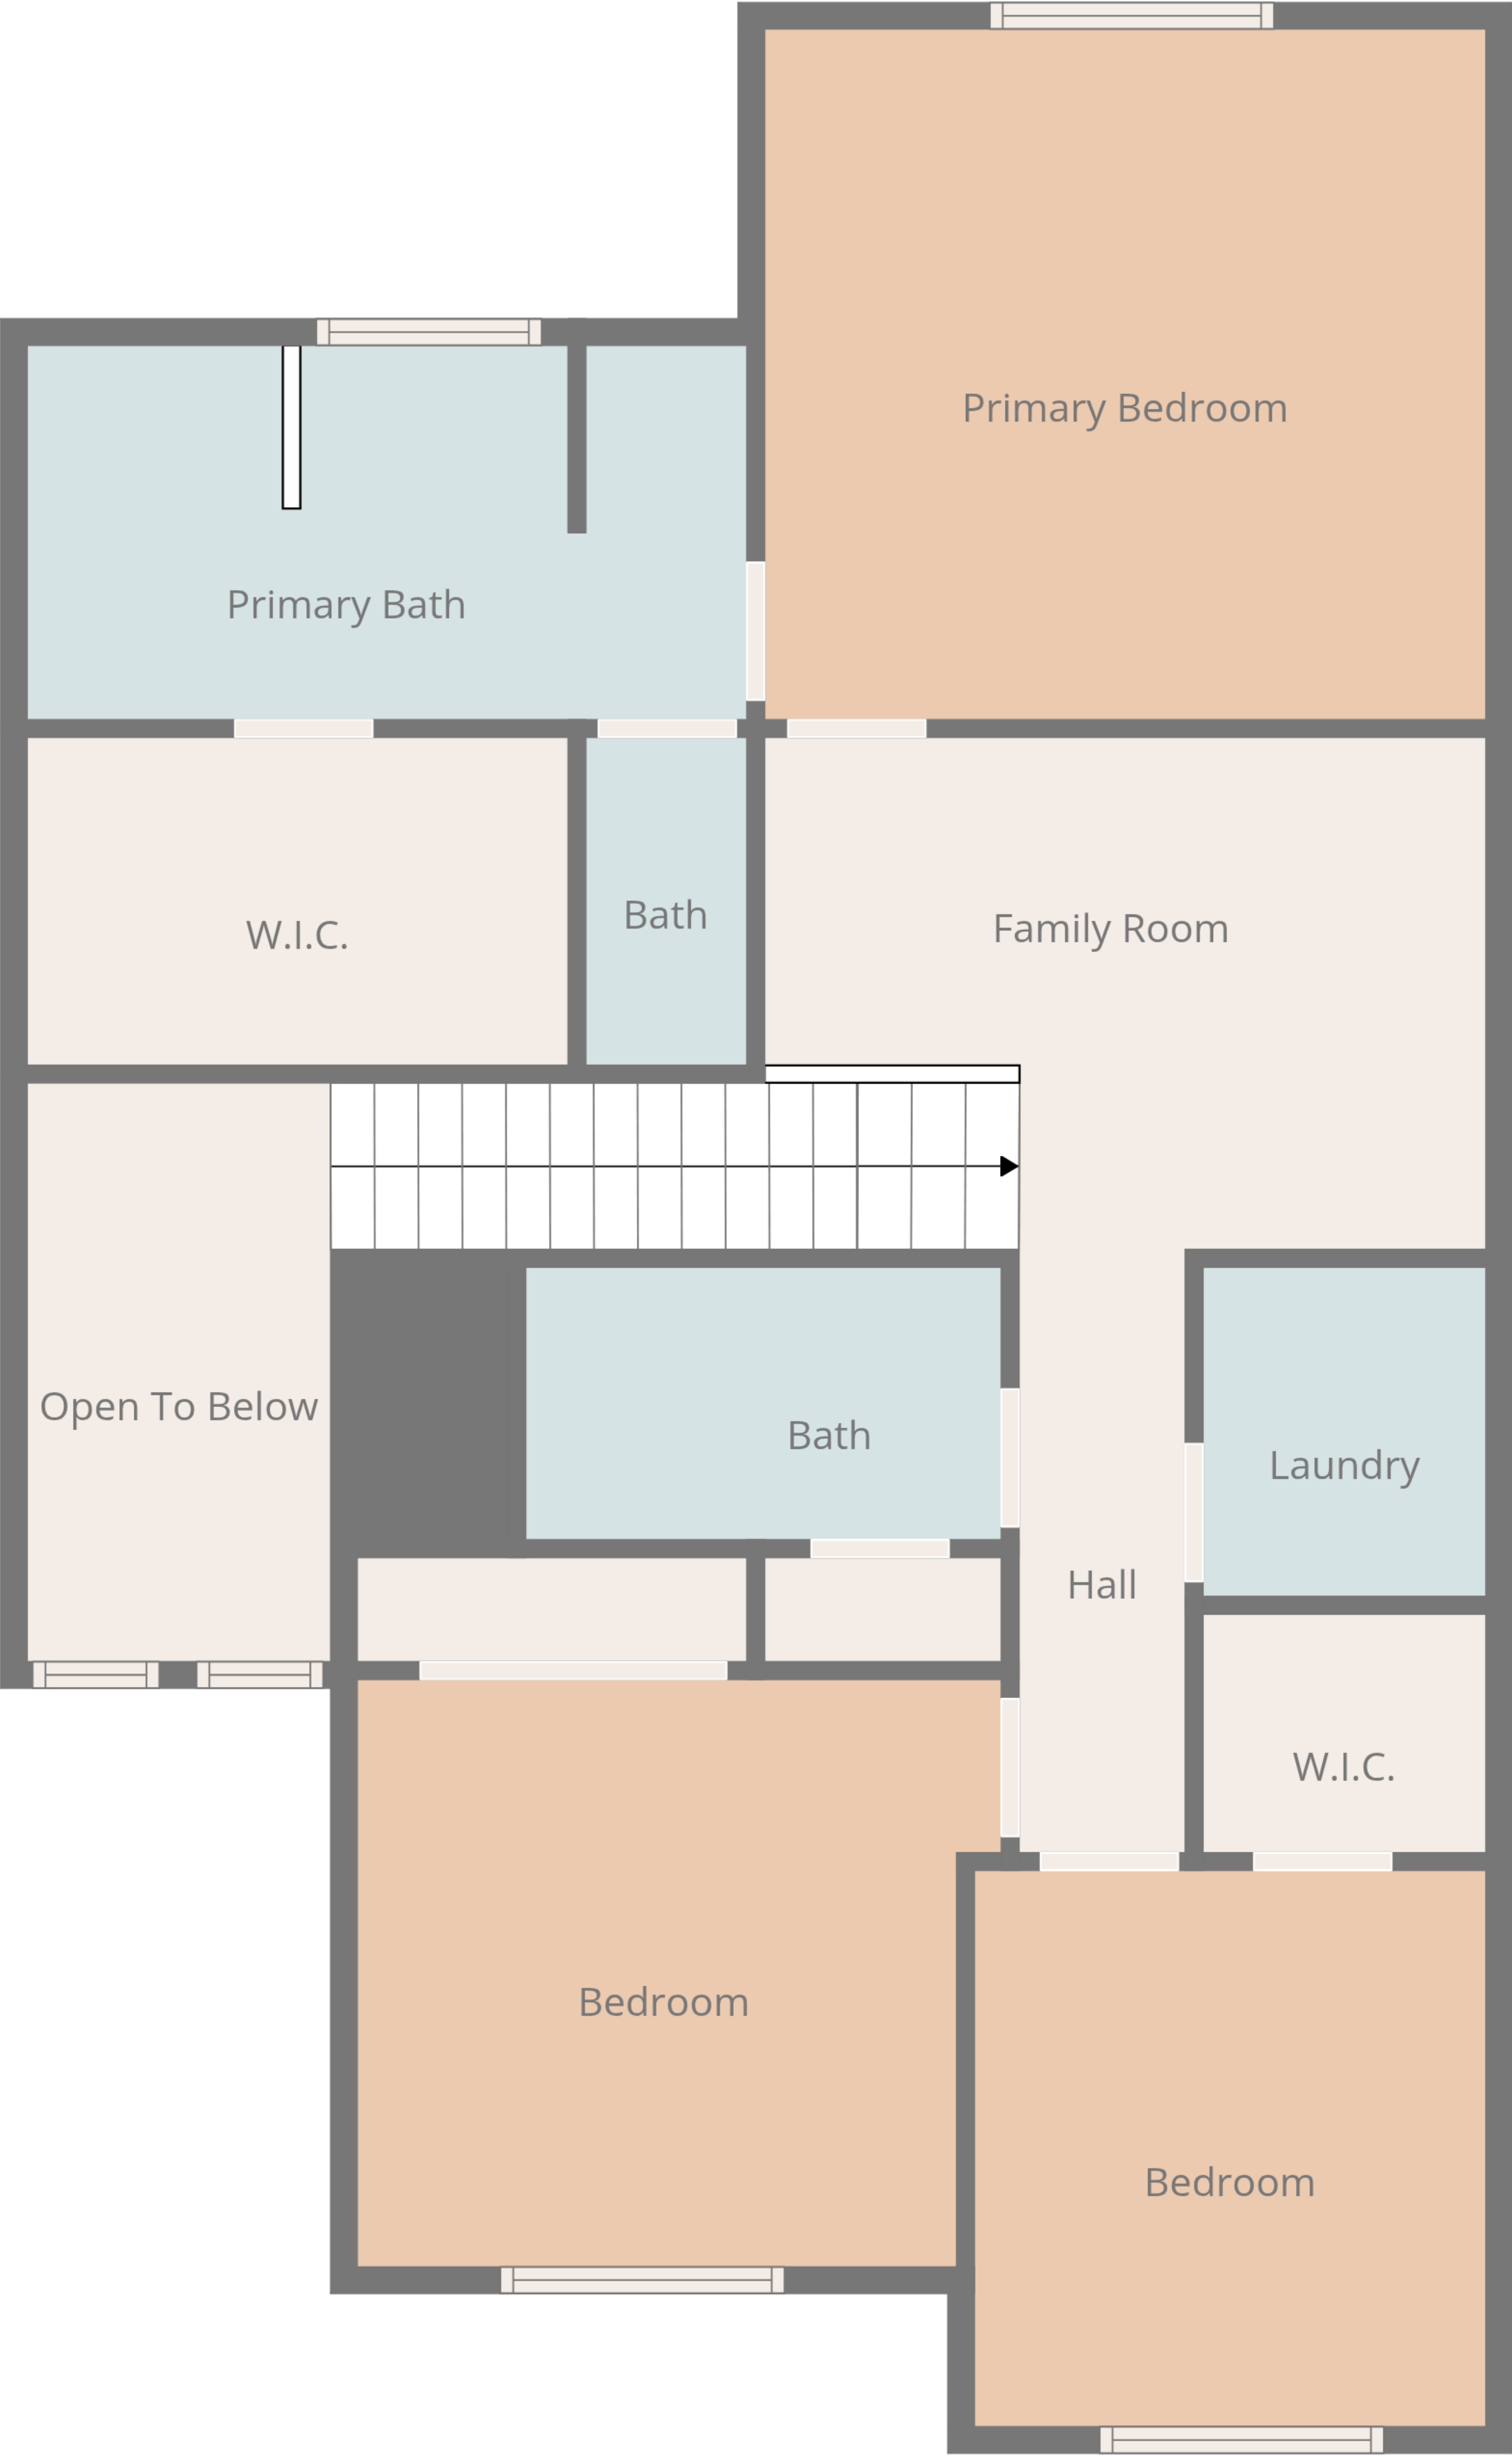 Primary Bedroom
Primary Bath
Bath
Family Room
W.I.C.
Open To Below
Bath
Laundry
Hall
W.I.C.
Bedroom
Bedroom